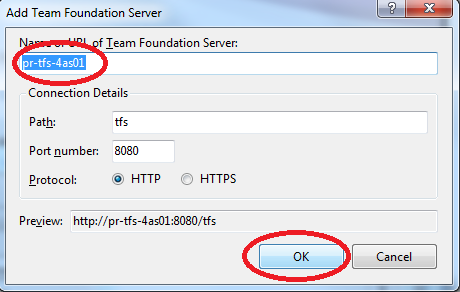 Add Team Foundation Server
?
Name or URL of Team Foundation Server:
pr-tfs-4as01
Connection Details
Path: tfs
Port number: 8080
Protocol: HTTP HTTPS
Preview: http://pr-tfs-4as01:8080/tfs
OK Cancel